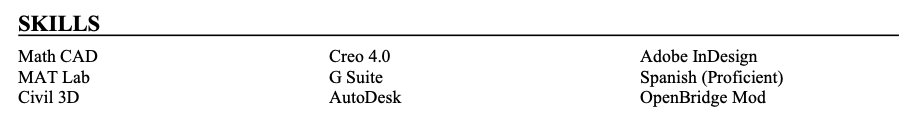 SKILLS
Math CAD Creo 4.0 Adobe InDesign
MAT Lab G Suite Spanish (Proficient)
Civil 3D AutoDesk OpenBridge Mod